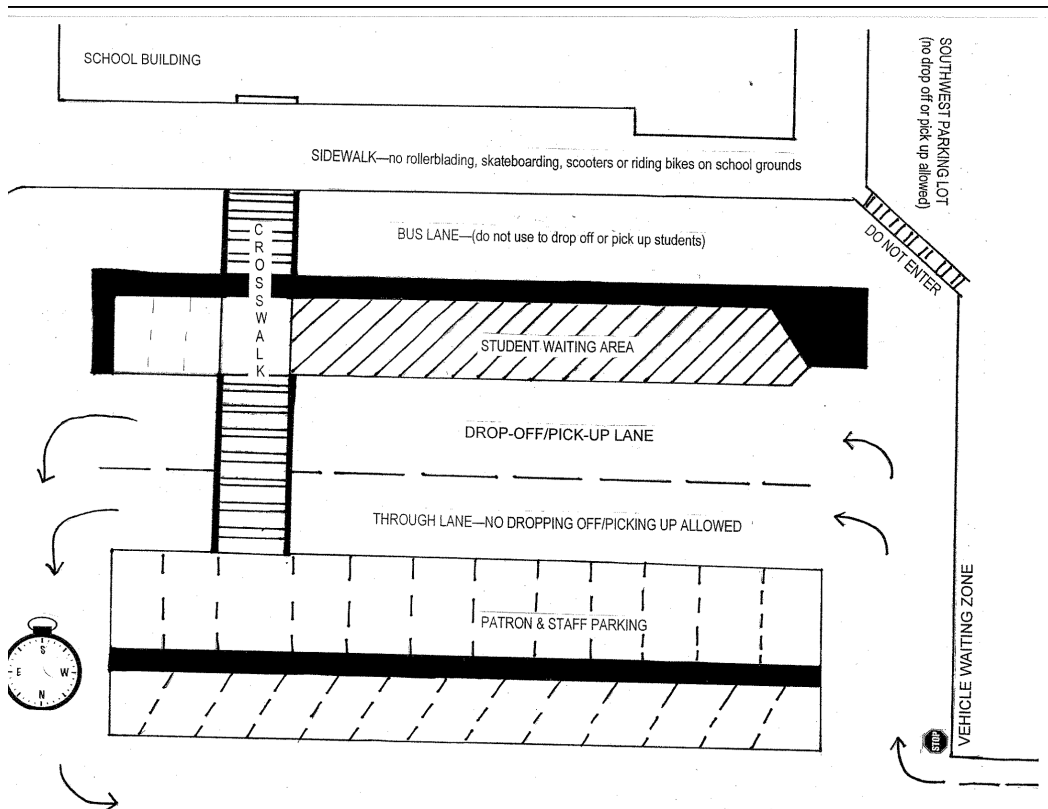 SCHOOL BUILDING
SOUTHWEST PARKING LOT
(no drop off or pick up allowed)
SIDEWALK—no rollerblading, skateboarding, scooters or riding bikes on school grounds
BUS LANE—(do not use to drop off or pick up students)
DO NOT ENTER
CROSSWALK
STUDENT WAITING AREA
DROP-OFF/PICK-UP LANE
THROUGH LANE—NO DROPPING OFF/PICKING UP ALLOWED
PATRON & STAFF PARKING
VEHICLE WAITING ZONE
S
E W
N
STOP